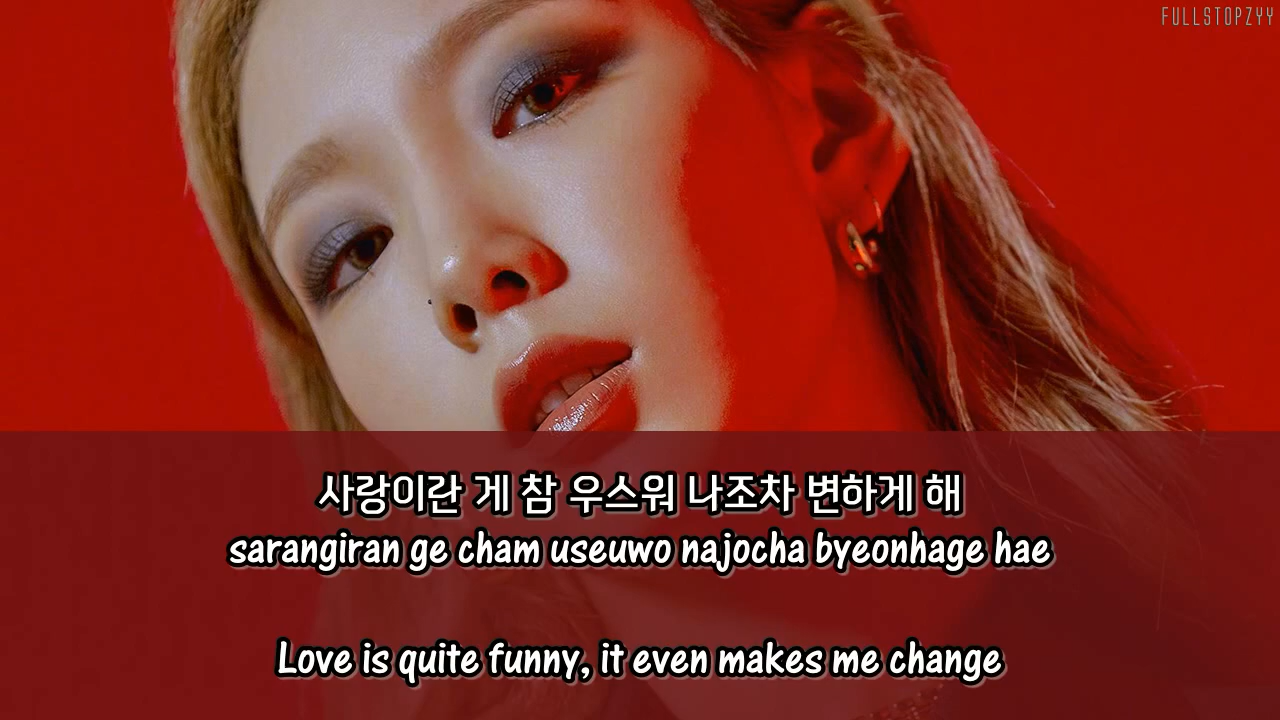 FULLSTOPZYY
사랑이란 게 참 우스워 나조차 변하게 해
sarangiran ge cham useuwo najocha byeonhage hae
Love is quite funny, it even makes me change